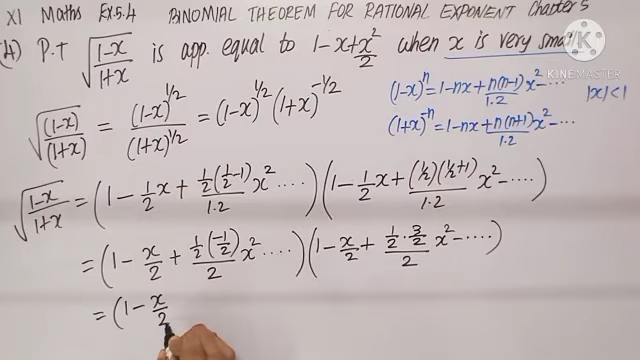 XI Maths Ex 5.4 BINOMIAL THEOREM FOR RATIONAL EXPONENT Chapter 5
(4) P.T √((1-x)/(1+x)) is app. equal to 1-x+x²/2 when x is very small
KINEMASTER
√((1-x)/(1+x)) = (1-x)^(1/2)/(1+x)^(1/2) = (1-x)^(1/2) (1+x)^(-1/2)
(1-x)^n = 1-nx+n(n-1)/1.2 x²-···
|x|<1
(1+x)^(-n) = 1-nx+n(n+1)/1.2 x²-···
√((1-x)/(1+x)) = (1 - 1/2 x + 1/2(1/2-1)/1.2 x² ····)(1 - 1/2 x + (1/2)(1/2+1)/1.2 x² -····)
= (1 - x/2 + 1/2(-1/2)/2 x² ····)(1 - x/2 + 1/2·3/2/2 x² -····)
= (1 - x/2